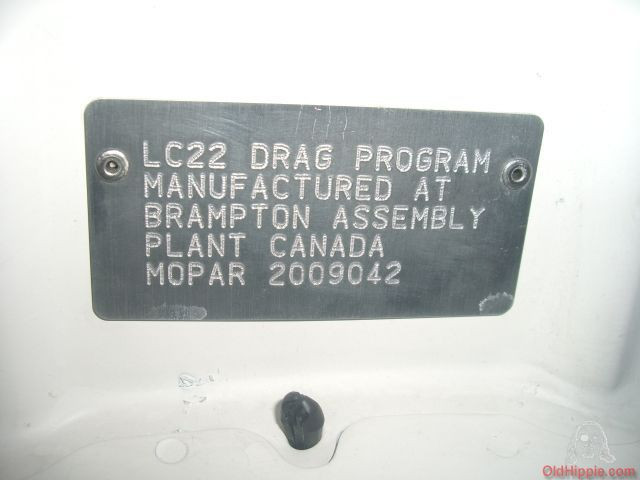 LC22 DRAG PROGRAM
MANUFACTURED AT
BRAMPTON ASSEMBLY
PLANT CANADA
MOPAR 2009042
OldHippie.com